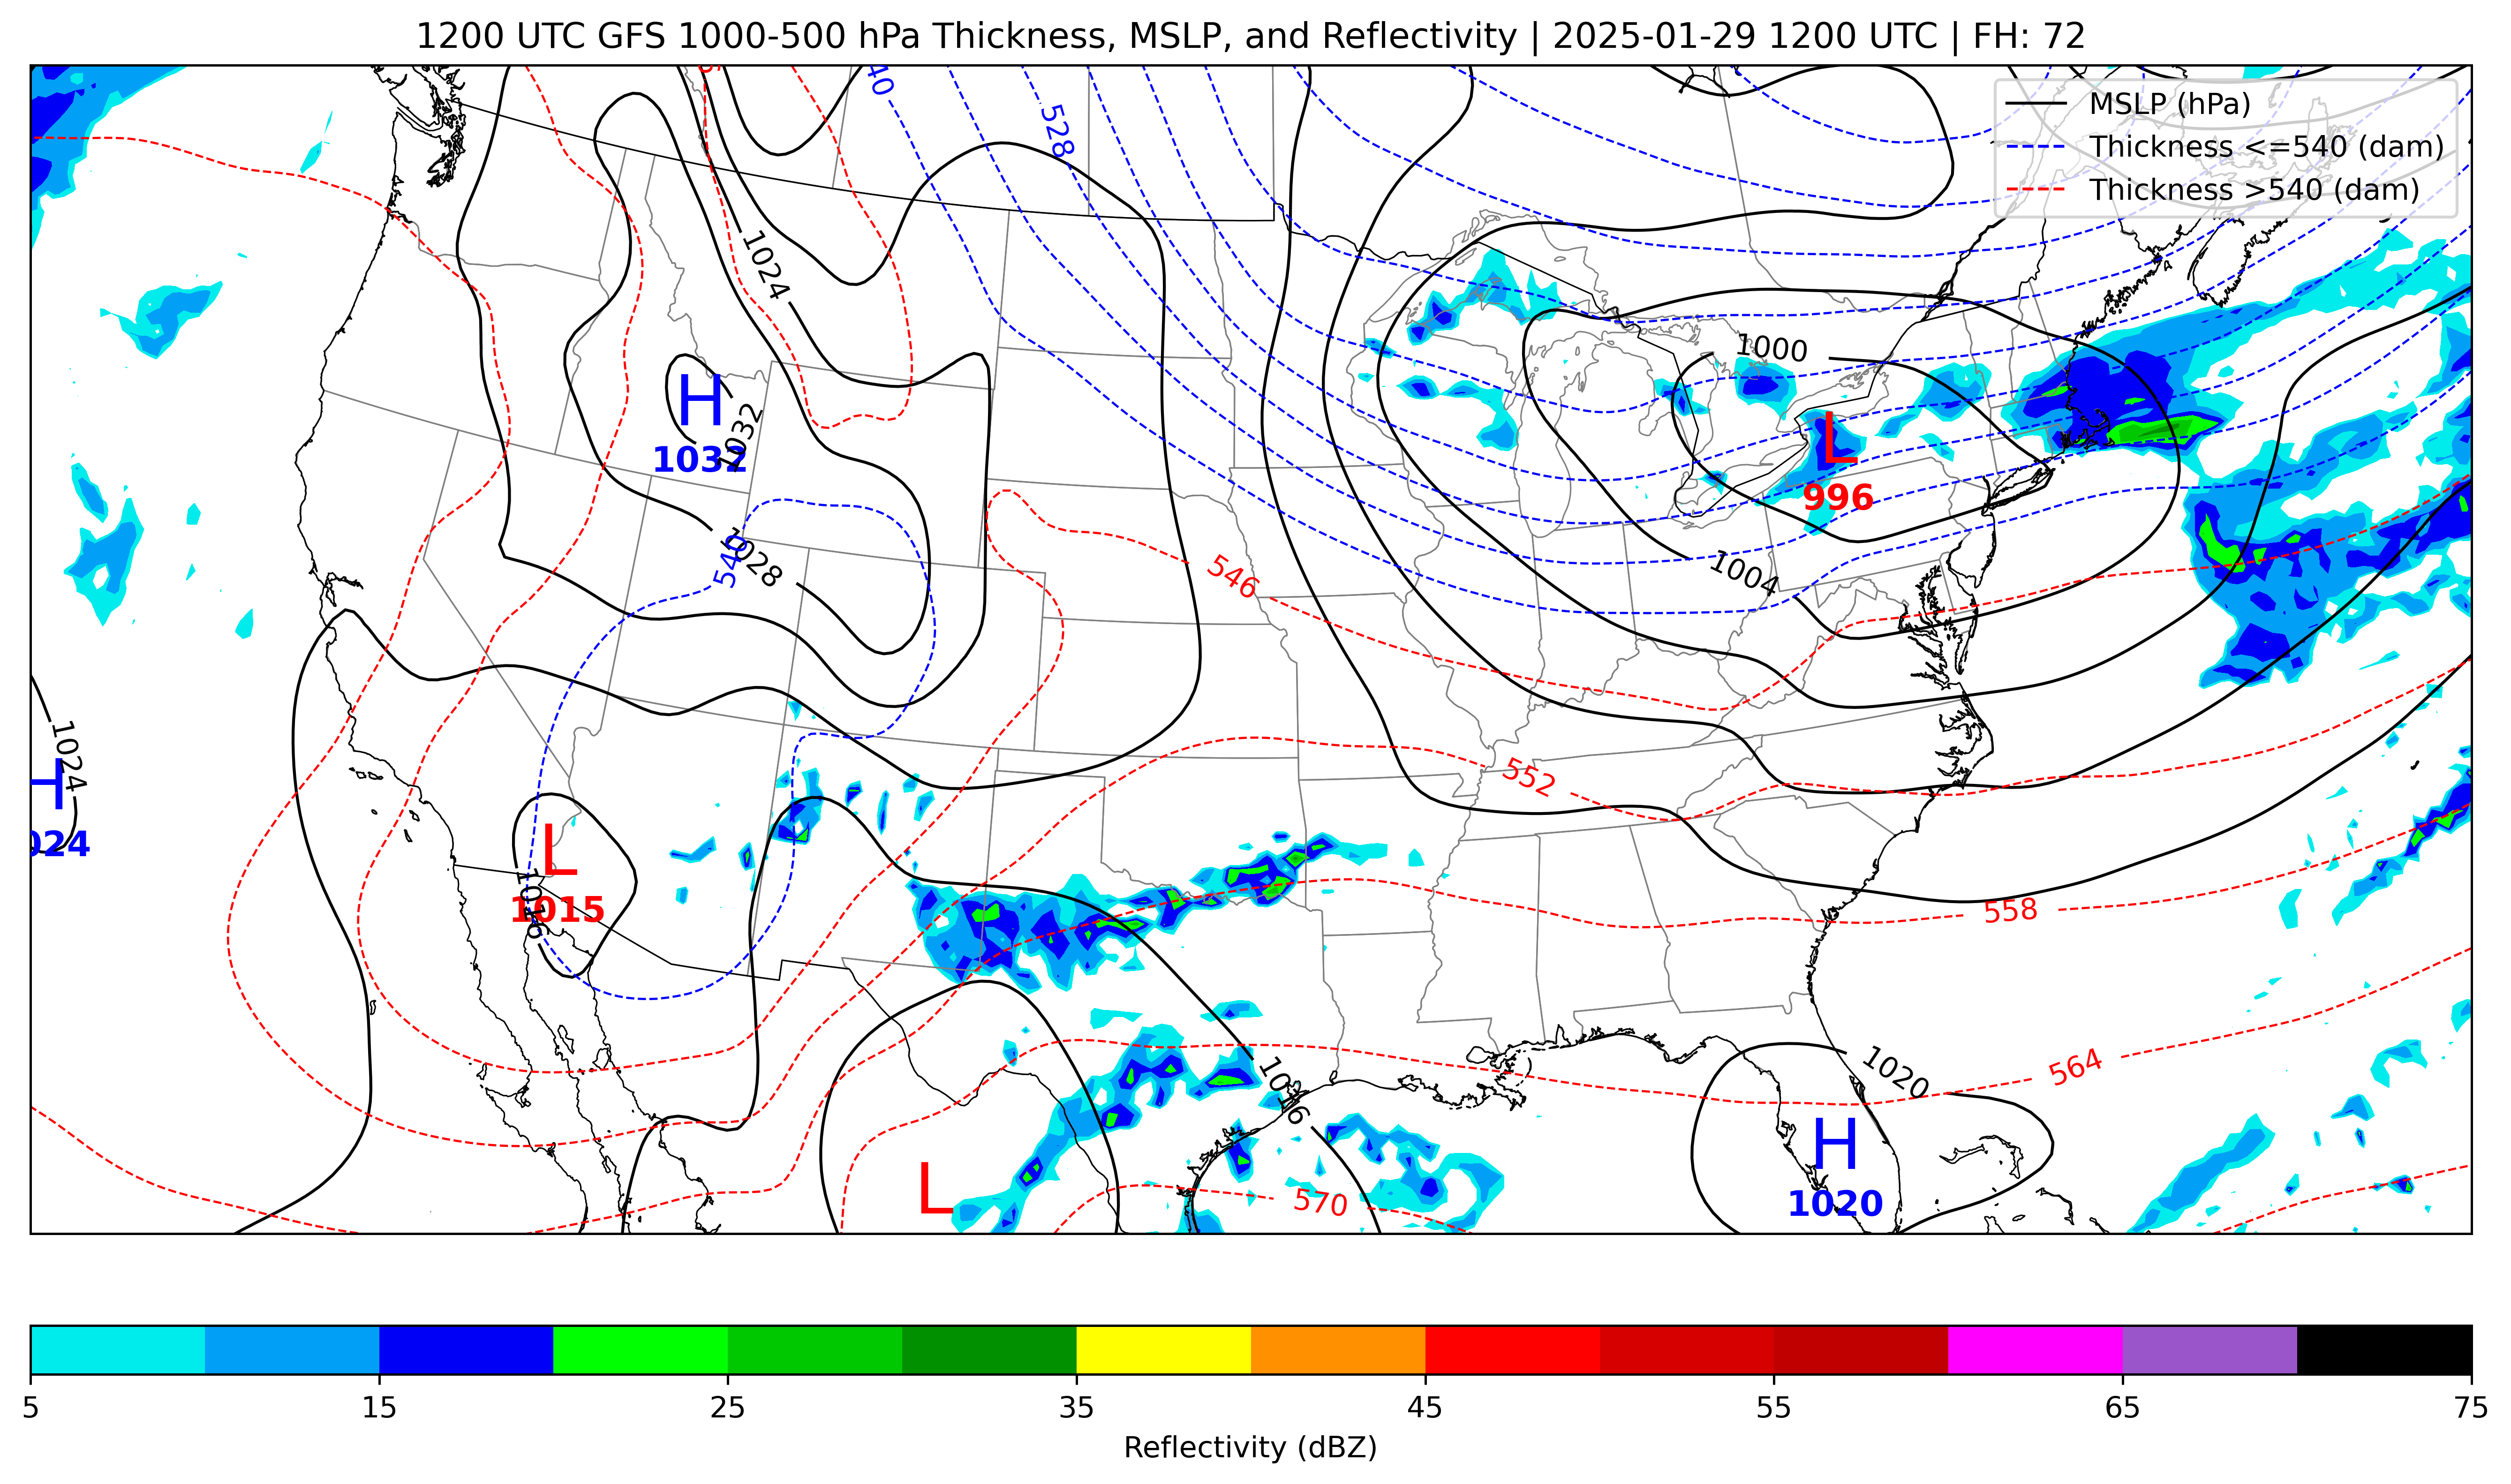 1200 UTC GFS 1000-500 hPa Thickness, MSLP, and Reflectivity | 2025-01-29 1200 UTC | FH: 72
MSLP (hPa)
Thickness <=540 (dam)
Thickness >540 (dam)
528
1024
1000
H
1032
1032
L
996
540
1028
546
1004
1024
H
024
552
L
1015
1016
558
1016
1020
564
H
1020
L
570
5 15 25 35 45 55 65 75
Reflectivity (dBZ)